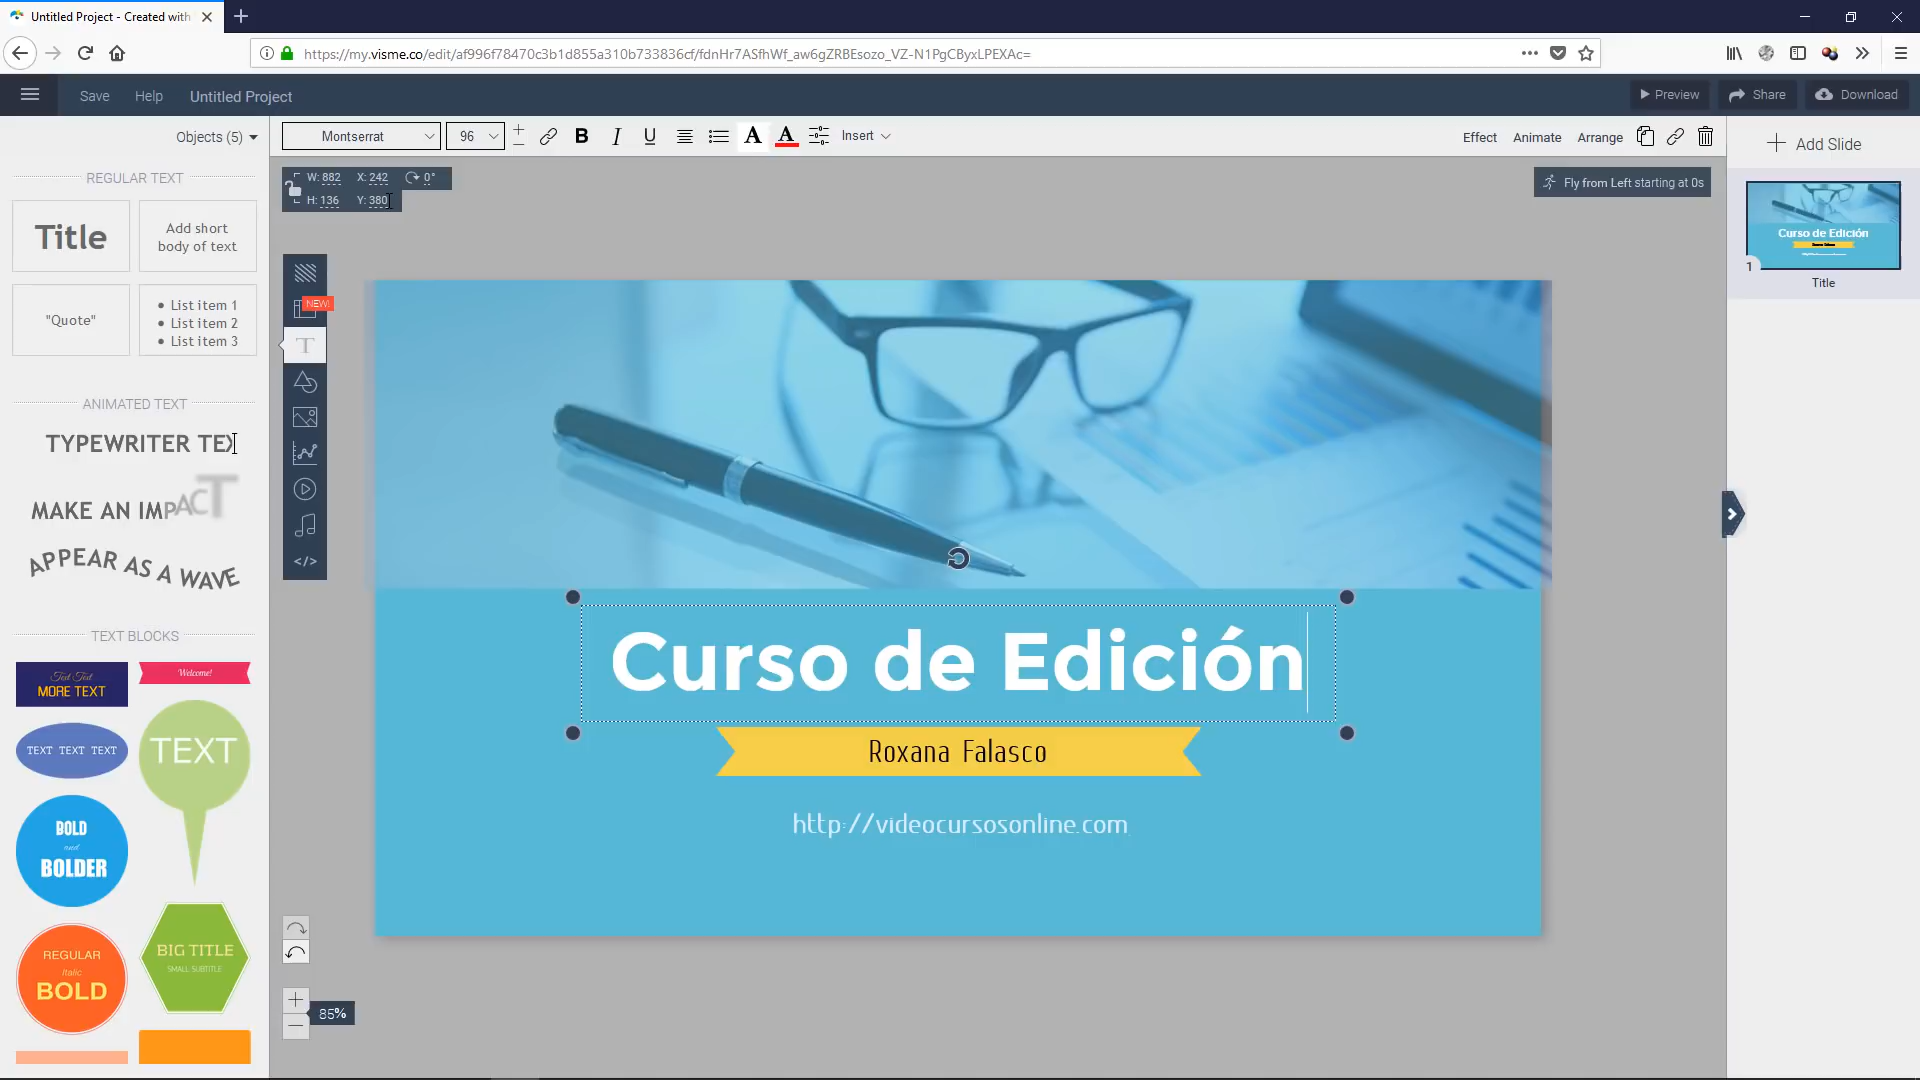 Untitled Project - Created with
https://my.visme.co/edit/af996f78470c3b1d855a310b733836cf/fdnHr7ASfhWf_aw6gZRBEsozo_VZ-N1PgCByxLPEXAc=
Save
Help
Untitled Project
Preview
Share
Download
Objects (5)
Montserrat
96
B
I
U
A
A
Insert
Effect
Animate
Arrange
Add Slide
W: 882
X: 242
0°
H: 136
Y: 380
Fly from Left starting at 0s
REGULAR TEXT
Title
Add short
body of text
"Quote"
• List item 1
• List item 2
• List item 3
NEW!
T
</>
ANIMATED TEXT
TYPEWRITER TEX
MAKE AN IMPACT
APPEAR AS A WAVE
TEXT BLOCKS
Text Text
MORE TEXT
Welcome!
TEXT TEXT TEXT
TEXT
BOLD
and
BOLDER
REGULAR
Italic
BOLD
BIG TITLE
SMALL SUBTITLE
Curso de Edición
Roxana Falasco
http://videocursosonline.com
85%
Curso de Edición
1
Title